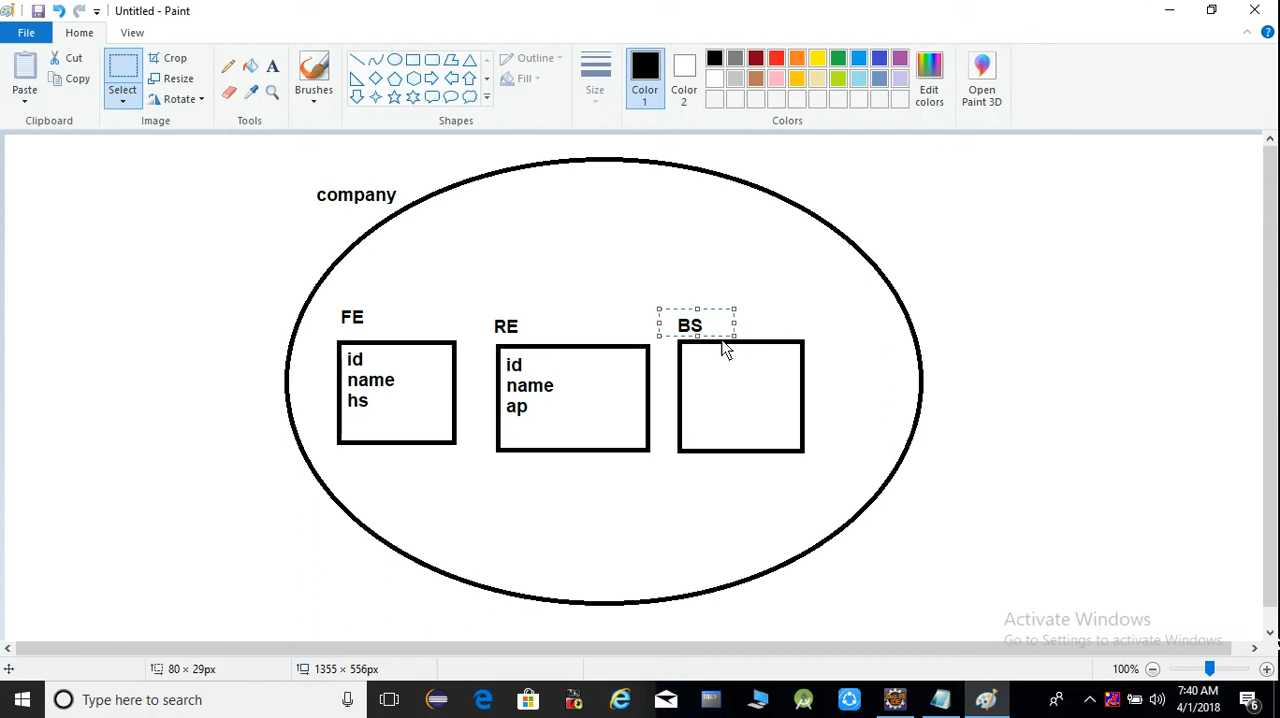 Untitled - Paint
File
Home
View
Paste
Cut
Copy
Clipboard
Select
Crop
Resize
Rotate
Image
A
Tools
Brushes
Shapes
Outline
Fill
Size
Color 1
Color 2
Colors
Edit colors
Open Paint 3D
company
FE
RE
BS
id
name
hs
id
name
ap
Activate Windows
Go to Settings to activate Windows.
80 × 29px
1355 × 556px
100%
Type here to search
7:40 AM
4/1/2018
6